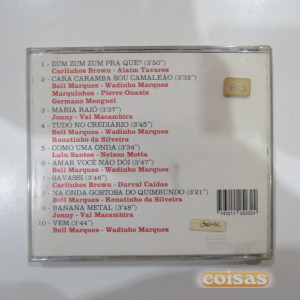 1 - ZUM ZUM ZUM PRA QUE? (3'50")
Carlinhos Brown - Alaim Tavares
2 - CARA CARAMBA SOU CAMALEÃO (3'32")
Bell Marques - Wadinho Marques
Marquinhos - Pierre Onasis
Germano Meneguel
3 - MARIA RAIÓ (3'37")
Jonny - Val Macambira
4 - TUDO NO CREDIÁRIO (3'35")
Bell Marques - Wadinho Marques
Renatinho da Silveira
5 - COMO UMA ONDA (3'34")
Lulu Santos - Nelson Motta
6 - AMAR VOCÊ NÃO DÓI (3'47")
Bell Marques - Wadinho Marques
7 - SAVASSI (3'46")
Carlinhos Brown - Durval Caldas
8 - NA ONDA GOSTOSA DO QUIMBUNDO (3'21")
Bell Marques - Renatinho da Silveira
9 - BANANA METAL (3'48")
Jonny - Val Macambira
10 - VEM (3'44")
Bell Marques - Wadinho Marques
coisas